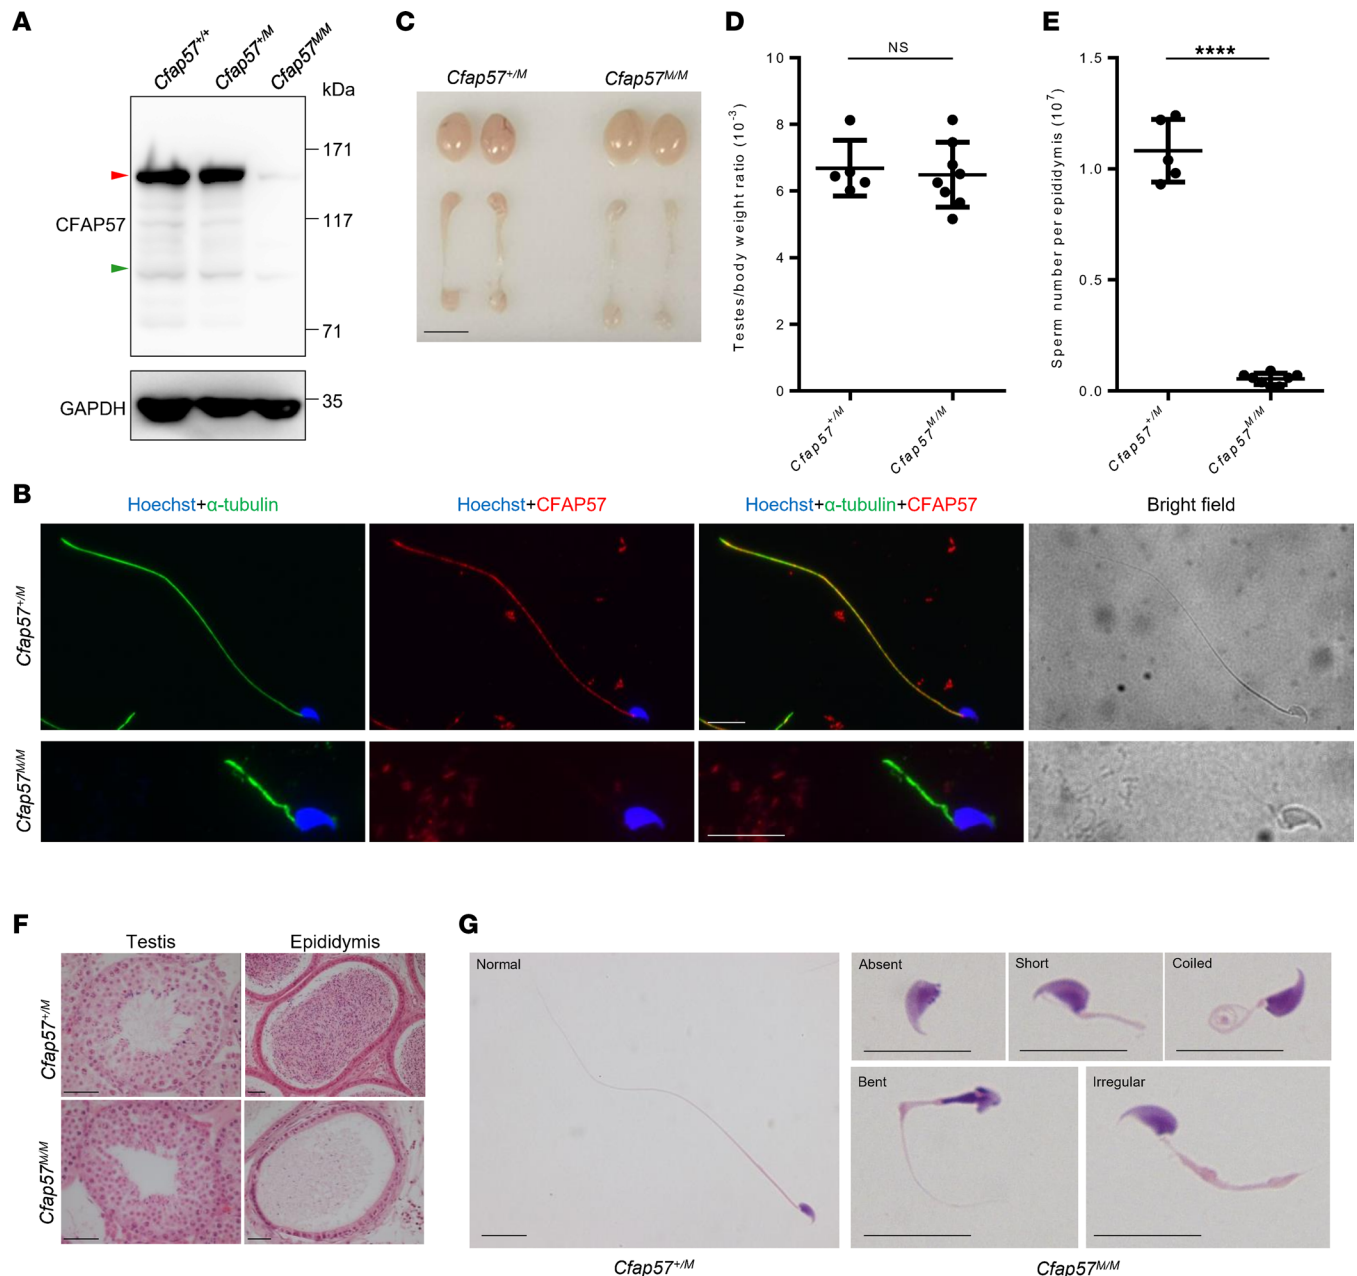 A
Cfap57+/+
Cfap57+/M
Cfap57M/M
kDa
171
CFAP57
117
71
GAPDH
35
C
Cfap57+/M
Cfap57M/M
D
NS
Testes/body weight ratio (10-3)
10
8
6
4
2
0
Cfap57+/M
Cfap57M/M
E
****
Sperm number per epididymis (107)
1.5
1.0
0.5
0.0
Cfap57+/M
Cfap57M/M
B
Hoechst+α-tubulin
Hoechst+CFAP57
Hoechst+α-tubulin+CFAP57
Bright field
Cfap57+/M
Cfap57M/M
F
Testis
Epididymis
Cfap57+/M
Cfap57M/M
G
Normal
Absent
Short
Coiled
Bent
Irregular
Cfap57+/M
Cfap57M/M